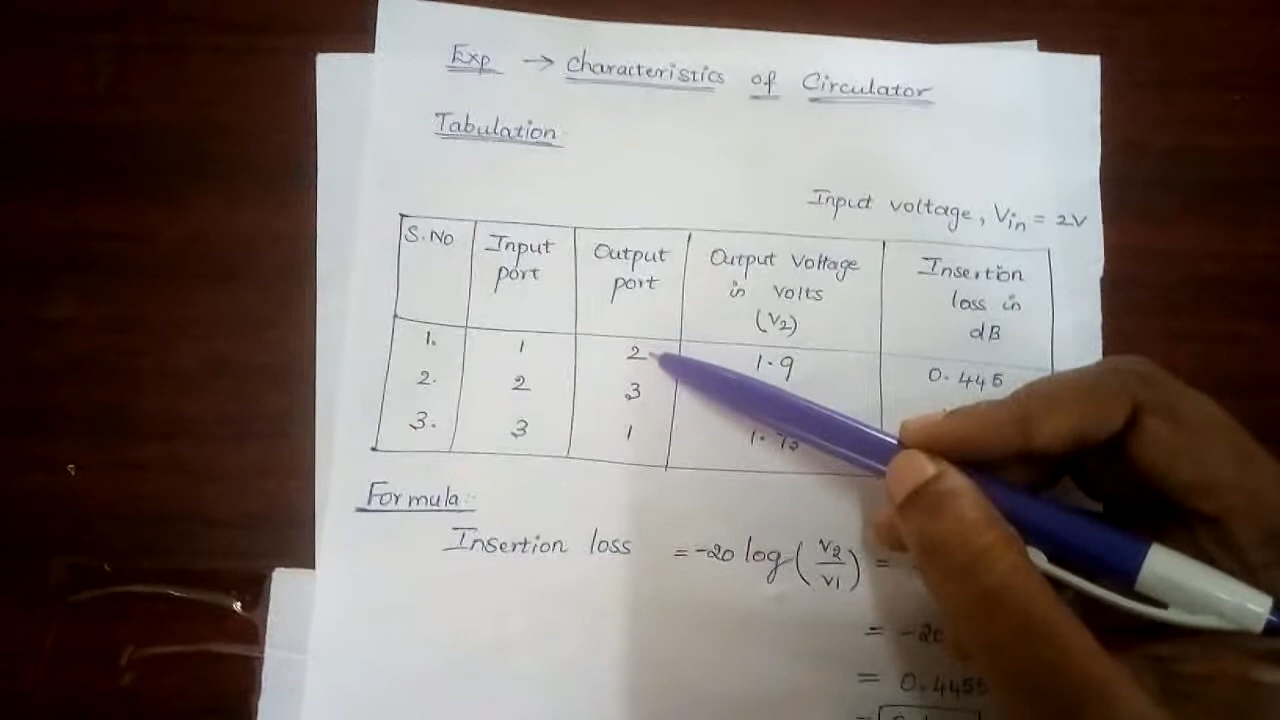 Exp → Characteristics of Circulator
Tabulation
Input voltage, Vin = 2V
S.No Input port Output port Output Voltage in volts (V2) Insertion loss in dB
1. 1 2 1.9 0.445
2. 2 3
3. 3 1
Formula:-
Insertion loss = -20 log (V2/V1) =
= -20
= 0.4455
=